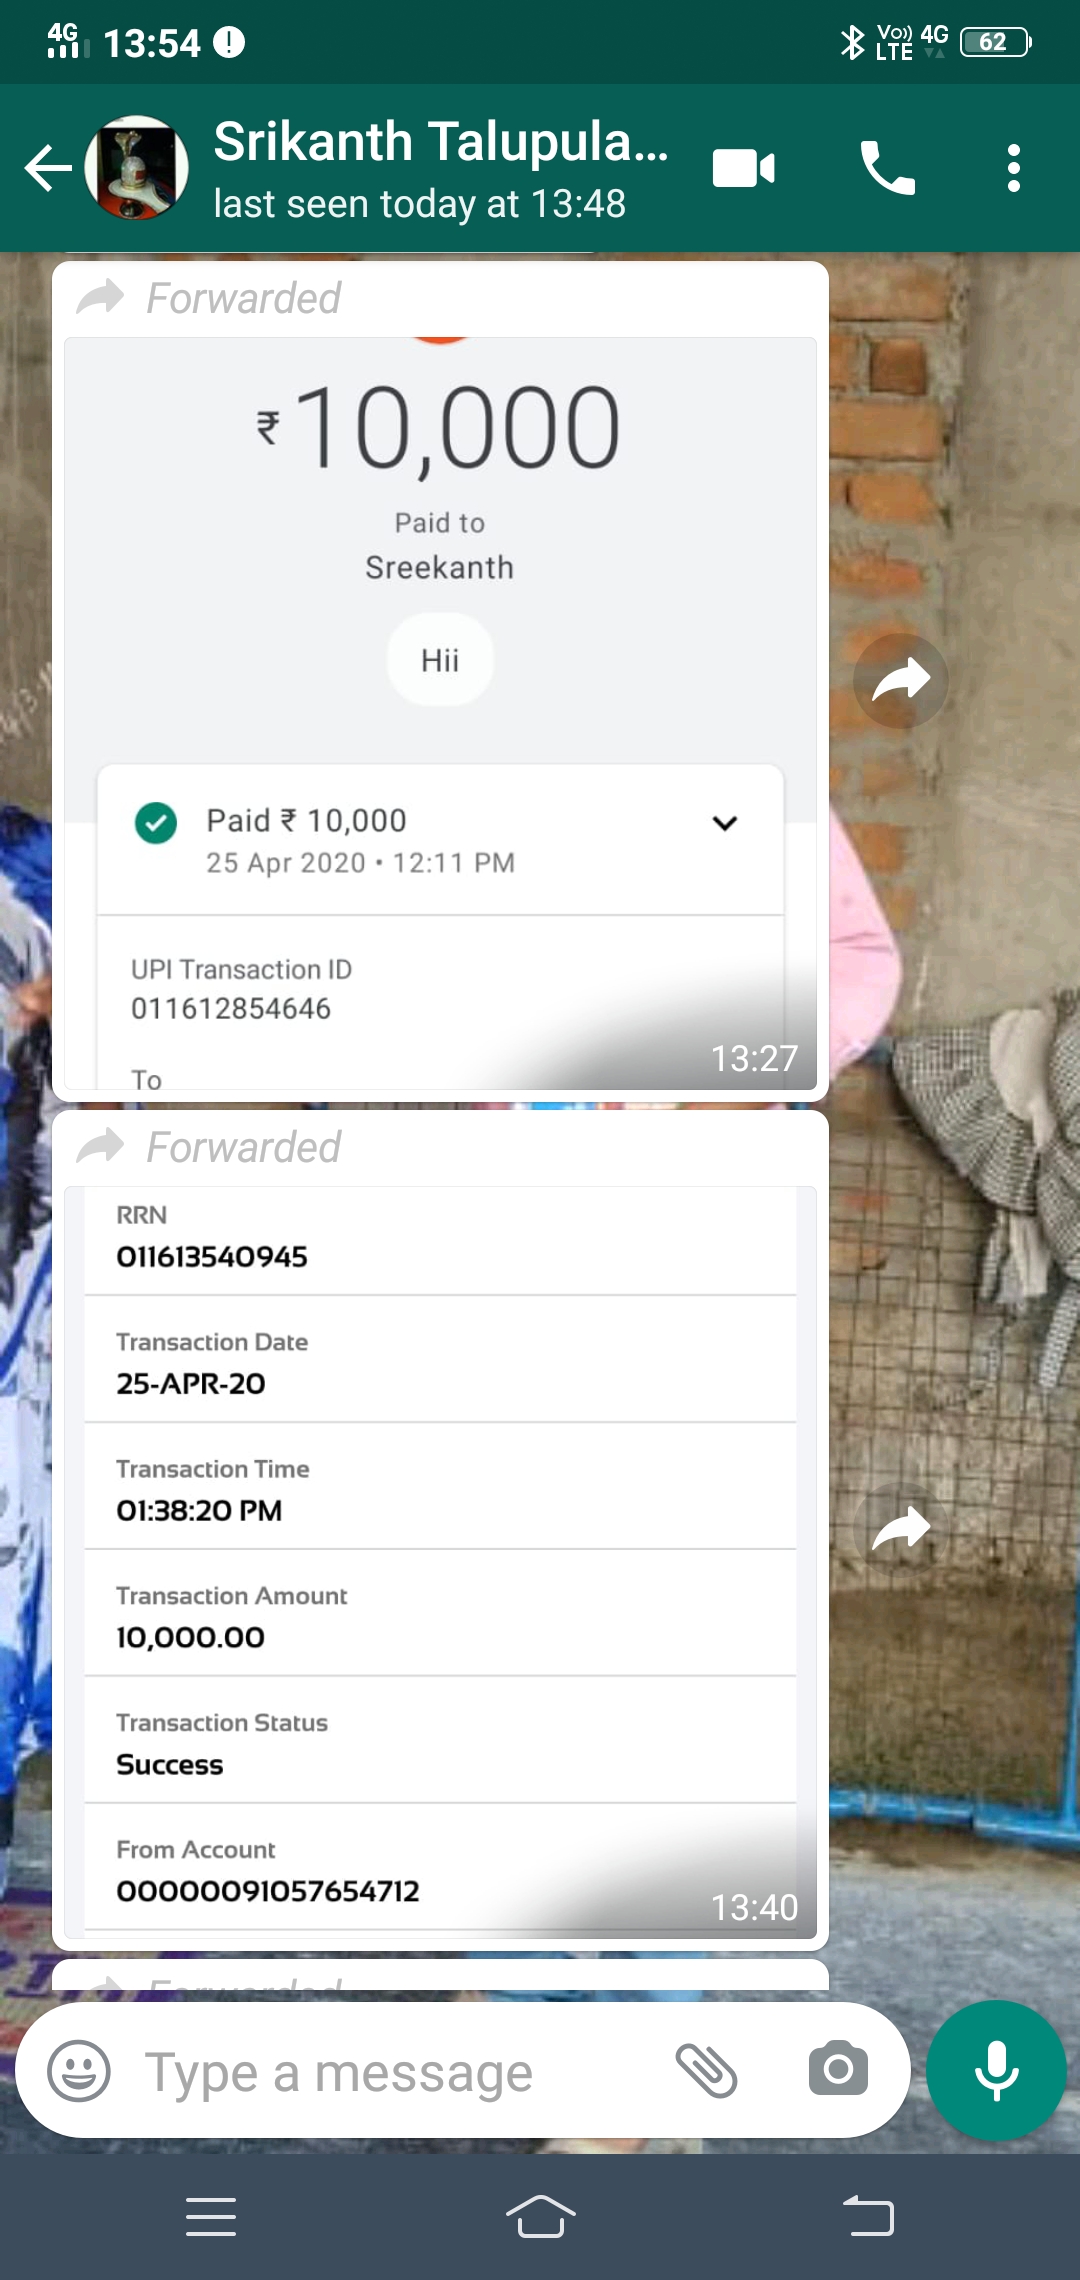 4G 13:54 Vo)) LTE 4G 62
Srikanth Talupula...
last seen today at 13:48
Forwarded
₹10,000
Paid to
Sreekanth
Hii
Paid ₹ 10,000
25 Apr 2020 • 12:11 PM
UPI Transaction ID
011612854646
To
13:27
Forwarded
RRN
011613540945
Transaction Date
25-APR-20
Transaction Time
01:38:20 PM
Transaction Amount
10,000.00
Transaction Status
Success
From Account
00000091057654712
13:40
Forwarded
Type a message